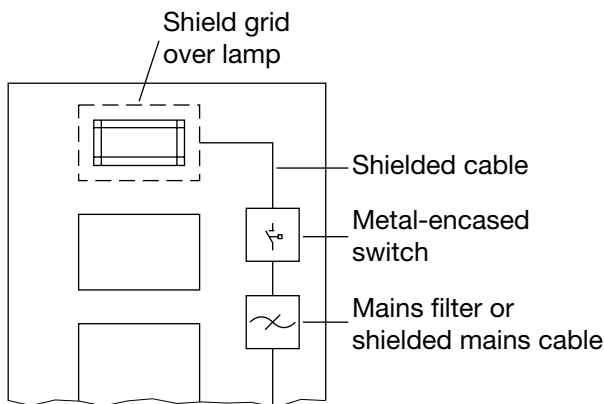 Shield grid
over lamp
Shielded cable
Metal-encased
switch
Mains filter or
shielded mains cable